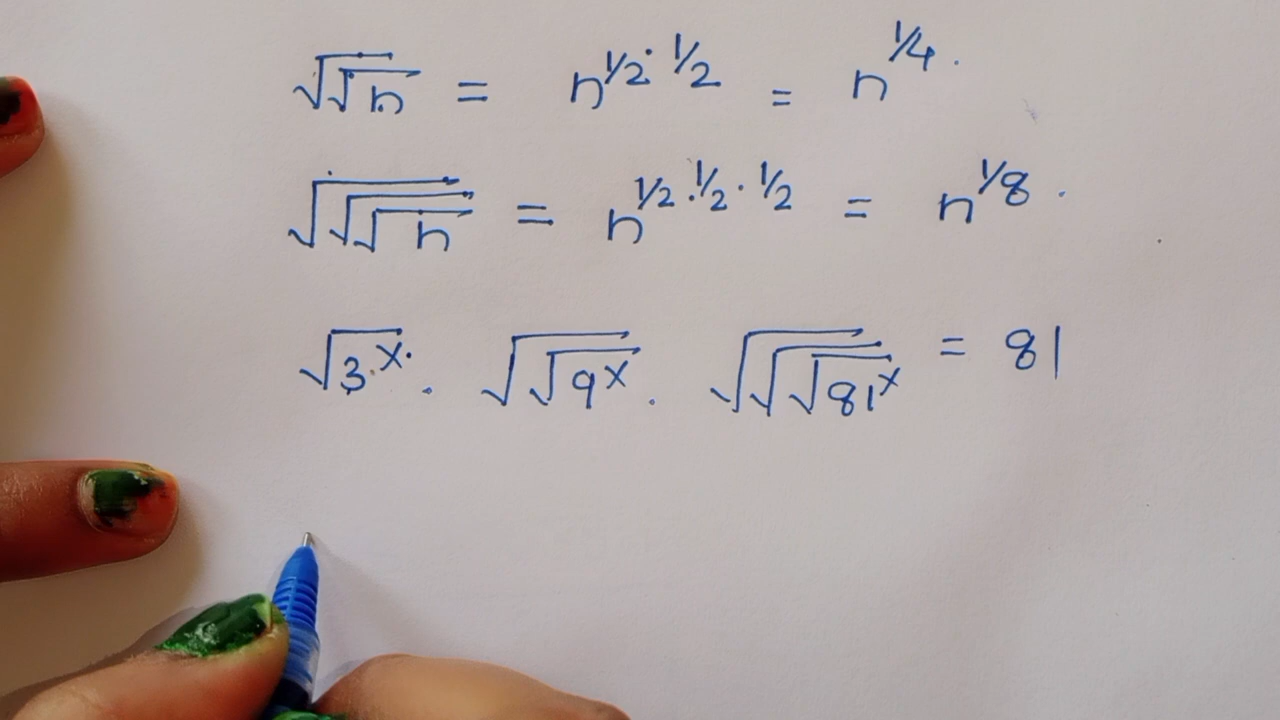 √√n = n^1/2 · 1/2 = n^1/4 .
√√√n = n^1/2 · 1/2 · 1/2 = n^1/8 .
√3^x . √√9^x . √√√81^x = 81